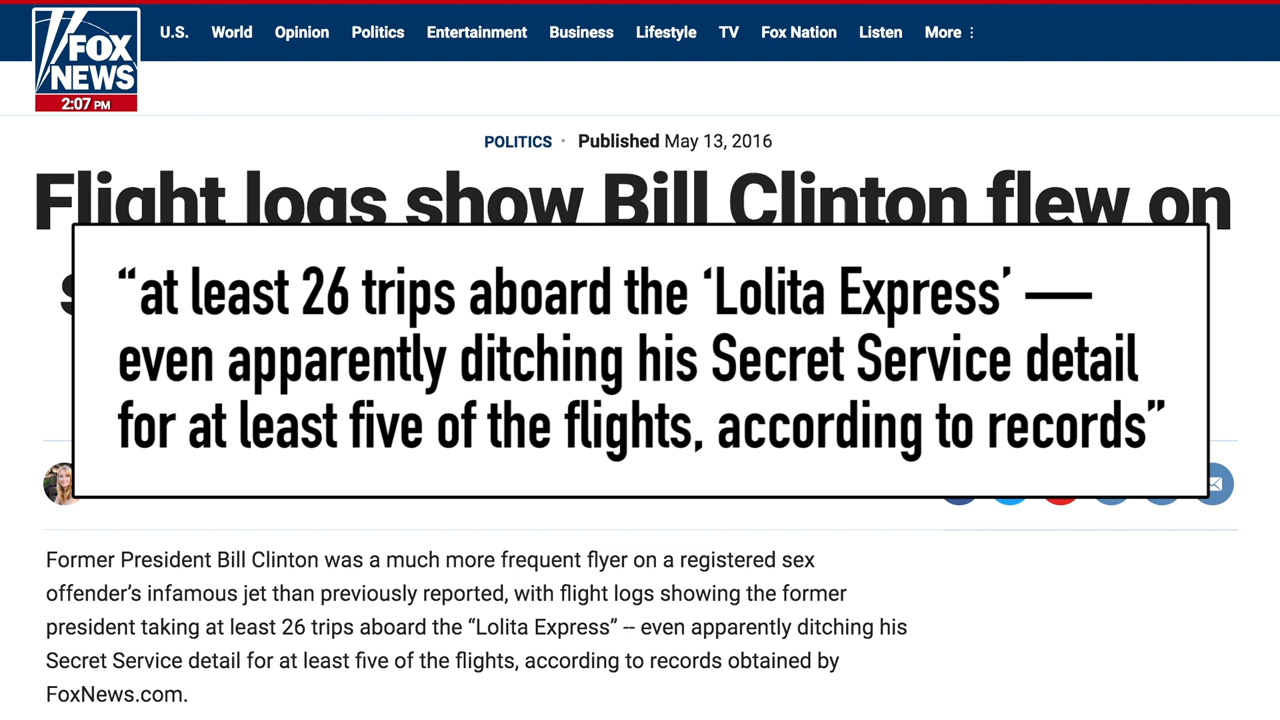 FOX
NEWS
2:07 PM
U.S. World Opinion Politics Entertainment Business Lifestyle TV Fox Nation Listen More
POLITICS · Published May 13, 2016
Flight logs show Bill Clinton flew on
“at least 26 trips aboard the ‘Lolita Express’ —
even apparently ditching his Secret Service detail
for at least five of the flights, according to records”
Former President Bill Clinton was a much more frequent flyer on a registered sex
offender’s infamous jet than previously reported, with flight logs showing the former
president taking at least 26 trips aboard the “Lolita Express” -- even apparently ditching his
Secret Service detail for at least five of the flights, according to records obtained by
FoxNews.com.